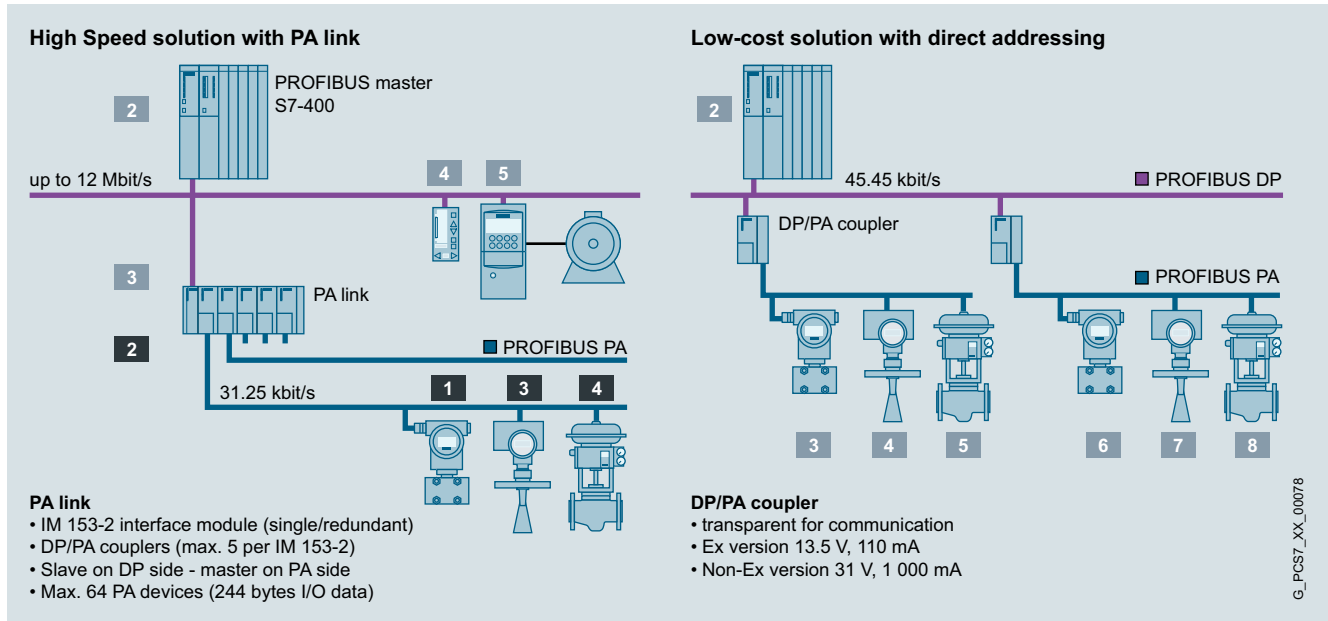 High Speed solution with PA link
2
PROFIBUS master
S7-400
up to 12 Mbit/s
4
5
3
PA link
2
PROFIBUS PA
31.25 kbit/s
1
3
4
PA link
• IM 153-2 interface module (single/redundant)
• DP/PA couplers (max. 5 per IM 153-2)
• Slave on DP side - master on PA side
• Max. 64 PA devices (244 bytes I/O data)
Low-cost solution with direct addressing
2
45.45 kbit/s
PROFIBUS DP
DP/PA coupler
PROFIBUS PA
3
4
5
6
7
8
DP/PA coupler
• transparent for communication
• Ex version 13.5 V, 110 mA
• Non-Ex version 31 V, 1 000 mA
G_PCS7_XX_00078